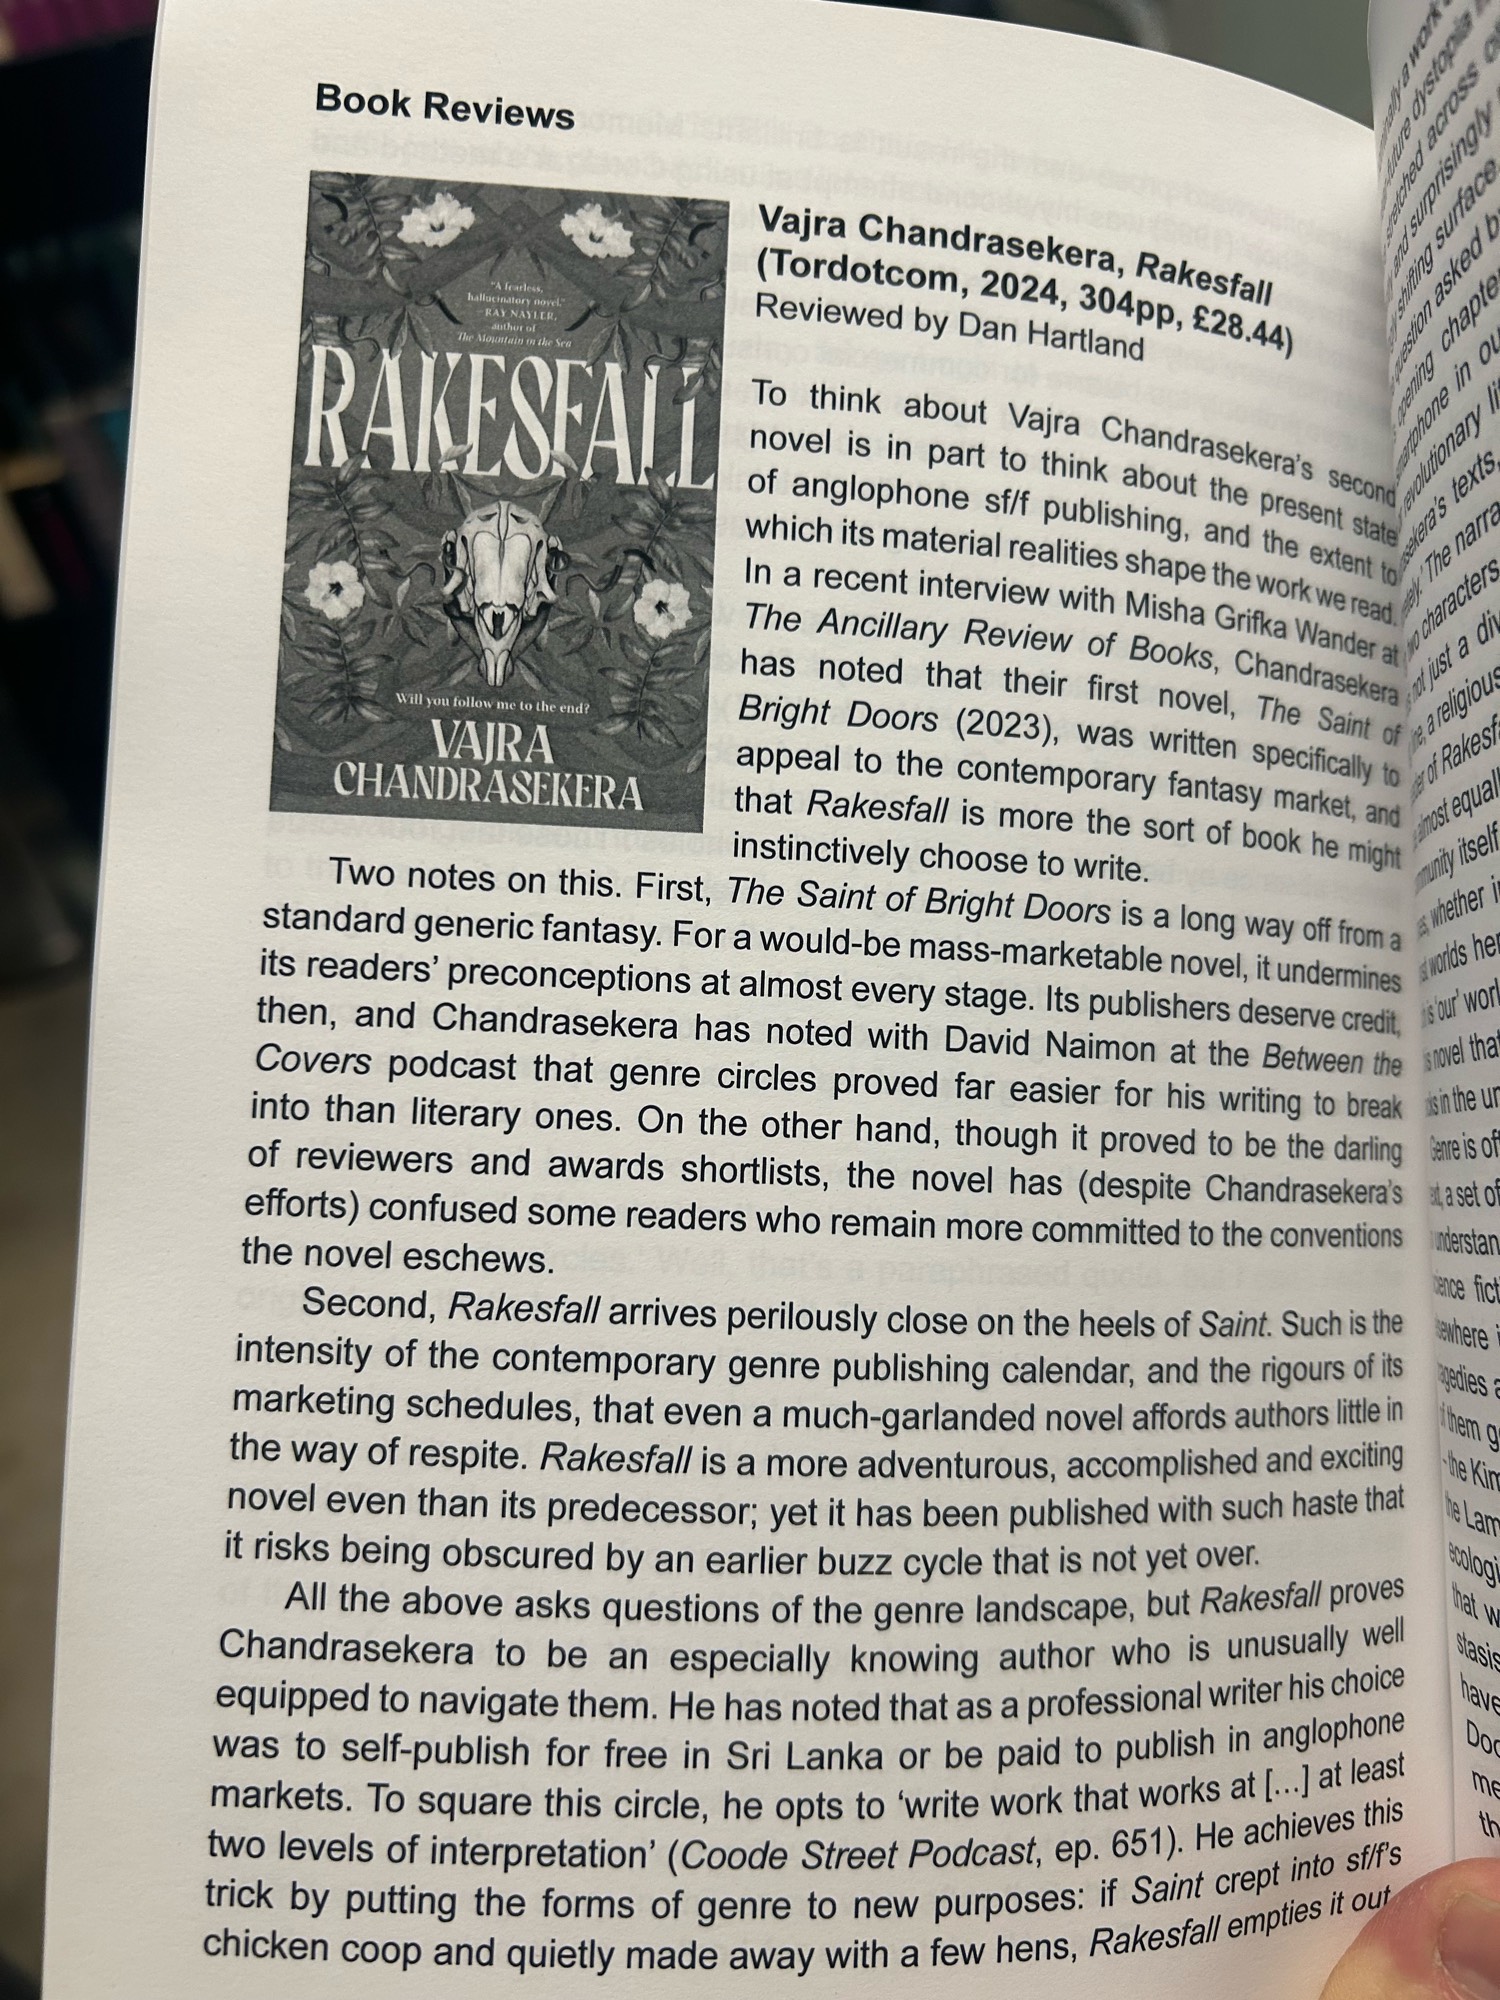 Book Reviews
"A fearless,
hallucinatory novel."
—RAY NAYLER,
author of
The Mountain in the Sea
RAKESFALL
Will you follow me to the end?
VAJRA
CHANDRASEKERA
Vajra Chandrasekera, Rakesfall
(Tordotcom, 2024, 304pp, £28.44)
Reviewed by Dan Hartland
To think about Vajra Chandrasekera's second
novel is in part to think about the present state
of anglophone sf/f publishing, and the extent to
which its material realities shape the work we read.
In a recent interview with Misha Grifka Wander at
The Ancillary Review of Books, Chandrasekera
has noted that their first novel, The Saint of
Bright Doors (2023), was written specifically to
appeal to the contemporary fantasy market, and
that Rakesfall is more the sort of book he might
instinctively choose to write.
Two notes on this. First, The Saint of Bright Doors is a long way off from a
standard generic fantasy. For a would-be mass-marketable novel, it undermines
its readers' preconceptions at almost every stage. Its publishers deserve credit,
then, and Chandrasekera has noted with David Naimon at the Between the
Covers podcast that genre circles proved far easier for his writing to break
into than literary ones. On the other hand, though it proved to be the darling
of reviewers and awards shortlists, the novel has (despite Chandrasekera's
efforts) confused some readers who remain more committed to the conventions
the novel eschews.
Second, Rakesfall arrives perilously close on the heels of Saint. Such is the
intensity of the contemporary genre publishing calendar, and the rigours of its
marketing schedules, that even a much-garlanded novel affords authors little in
the way of respite. Rakesfall is a more adventurous, accomplished and exciting
novel even than its predecessor; yet it has been published with such haste that
it risks being obscured by an earlier buzz cycle that is not yet over.
All the above asks questions of the genre landscape, but Rakesfall proves
Chandrasekera to be an especially knowing author who is unusually well
equipped to navigate them. He has noted that as a professional writer his choice
was to self-publish for free in Sri Lanka or be paid to publish in anglophone
markets. To square this circle, he opts to 'write work that works at [...] at least
two levels of interpretation' (Coode Street Podcast, ep. 651). He achieves this
trick by putting the forms of genre to new purposes: if Saint crept into sf/f's
chicken coop and quietly made away with a few hens, Rakesfall empties it out